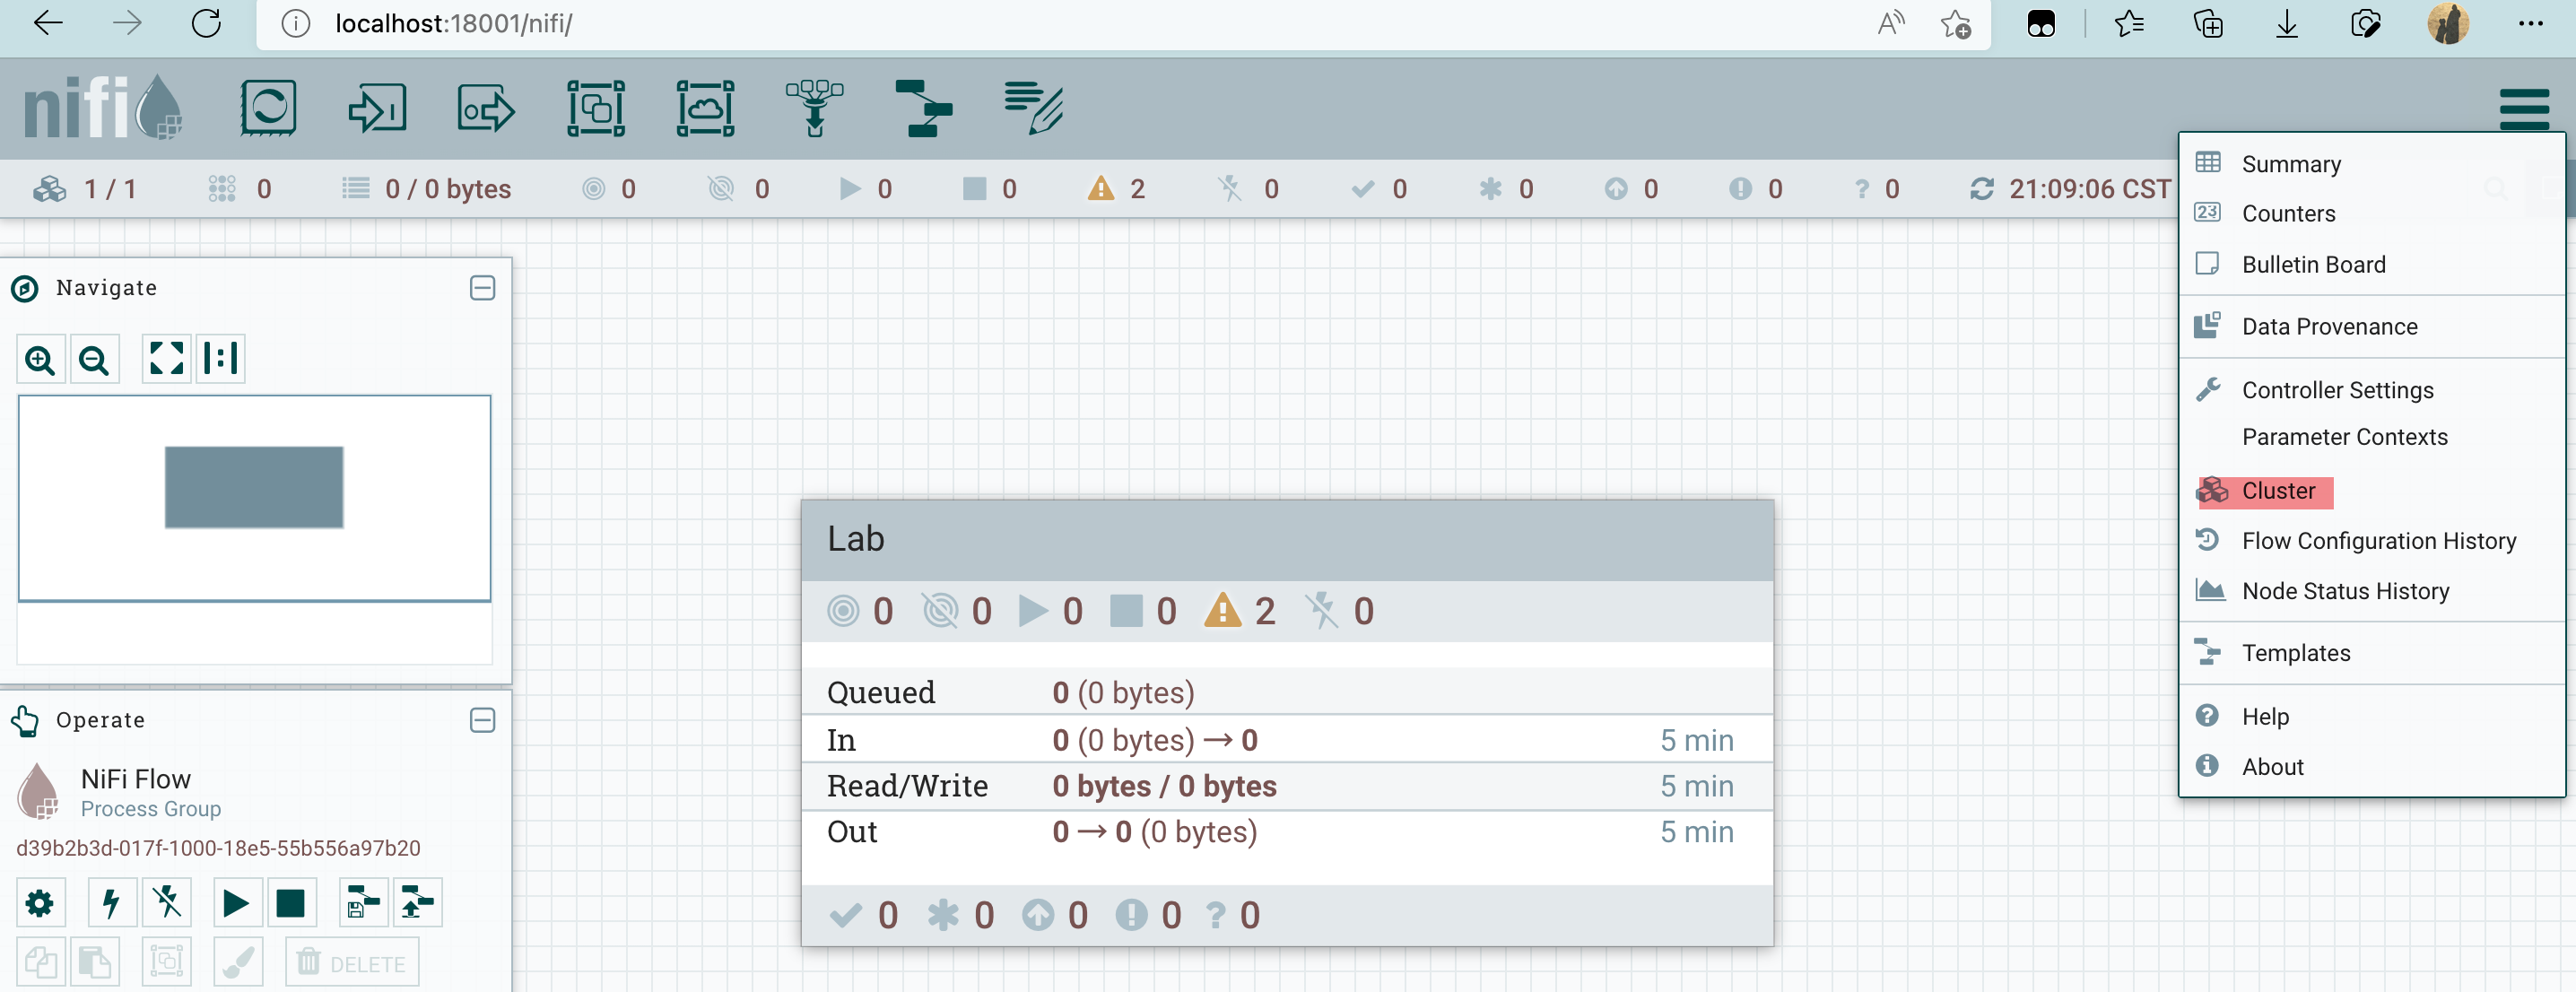 localhost:18001/nifi/
nifi
1 / 1 0 0 / 0 bytes 0 0 0 0 2 0 0 0 0 0 0 21:09:06 CST
Summary
Counters
Bulletin Board
Data Provenance
Controller Settings
Parameter Contexts
Cluster
Flow Configuration History
Node Status History
Templates
Help
About
Navigate
Operate
NiFi Flow
Process Group
d39b2b3d-017f-1000-18e5-55b556a97b20
DELETE
Lab
0 0 0 0 2 0
Queued 0 (0 bytes)
In 0 (0 bytes) → 0 5 min
Read/Write 0 bytes / 0 bytes 5 min
Out 0 → 0 (0 bytes) 5 min
0 0 0 0 ? 0